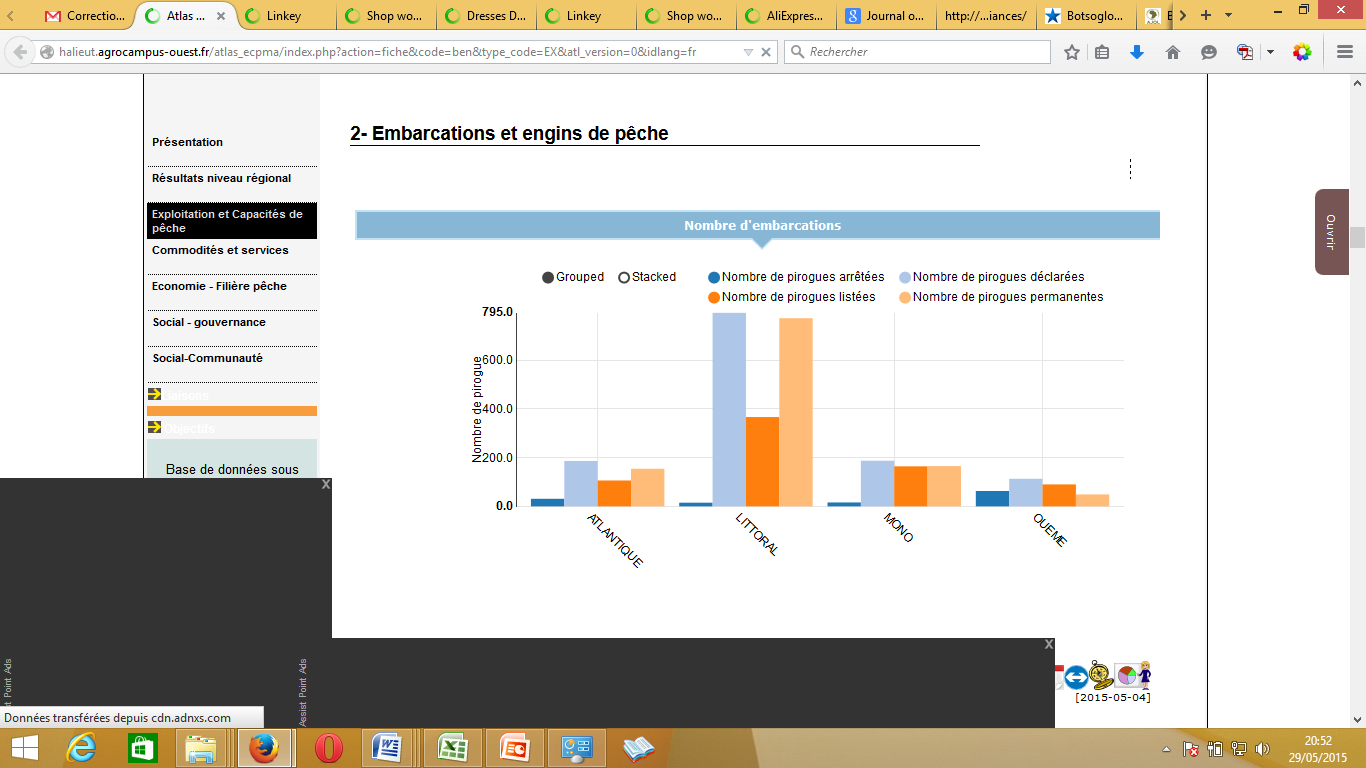 Correctio...
Atlas ...
Linkey
Shop wo...
Dresses D...
Linkey
Shop wo...
AliExpres...
Journal o...
http://...iances/
Botsoglo...
halieut.agrocampus-ouest.fr/atlas_ecpma/index.php?action=fiche&code=ben&type_code=EX&atl_version=0&idlang=fr
Rechercher
Présentation
Résultats niveau régional
Exploitation et Capacités de
pêche
Commodités et services
Economie - Filière pêche
Social - gouvernance
Social-Communauté
Objectifs
Base de données sous
2- Embarcations et engins de pêche
Nombre d'embarcations
Grouped
Stacked
Nombre de pirogues arrêtées
Nombre de pirogues déclarées
Nombre de pirogues listées
Nombre de pirogues permanentes
Nombre de pirogue
795.0
600.0
400.0
200.0
0.0
ATLANTIQUE
LITTORAL
MONO
OUEME
Ouvrir
x
x
Point Ads
Assist Point Ads
[2015-05-04]
Données transférées depuis cdn.adnxs.com
20:52
29/05/2015